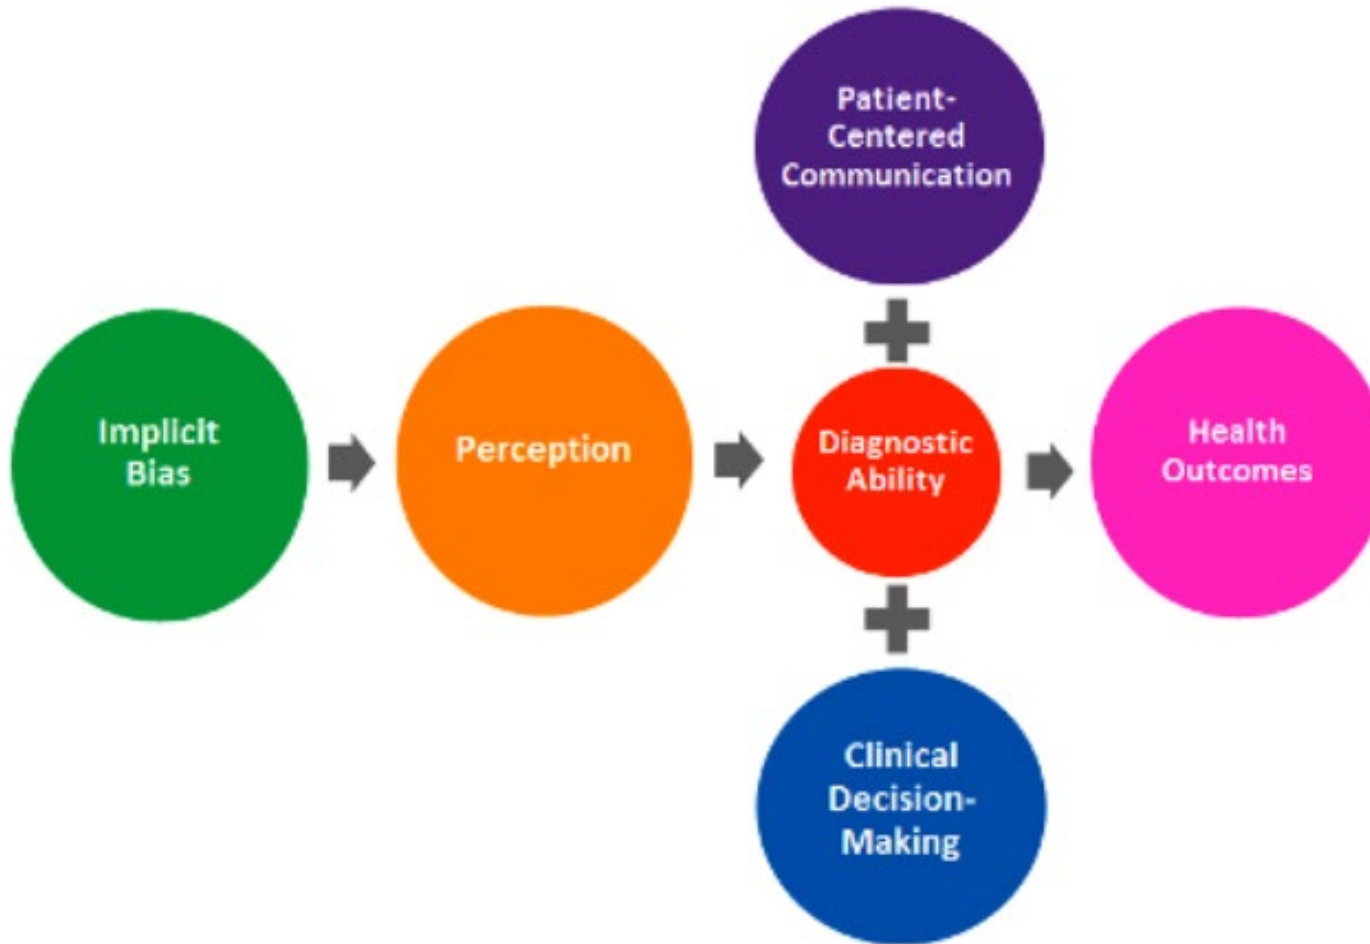 Patient-
Centered
Communication
Implicit
Bias
Perception
Diagnostic
Ability
Health
Outcomes
Clinical
Decision-
Making